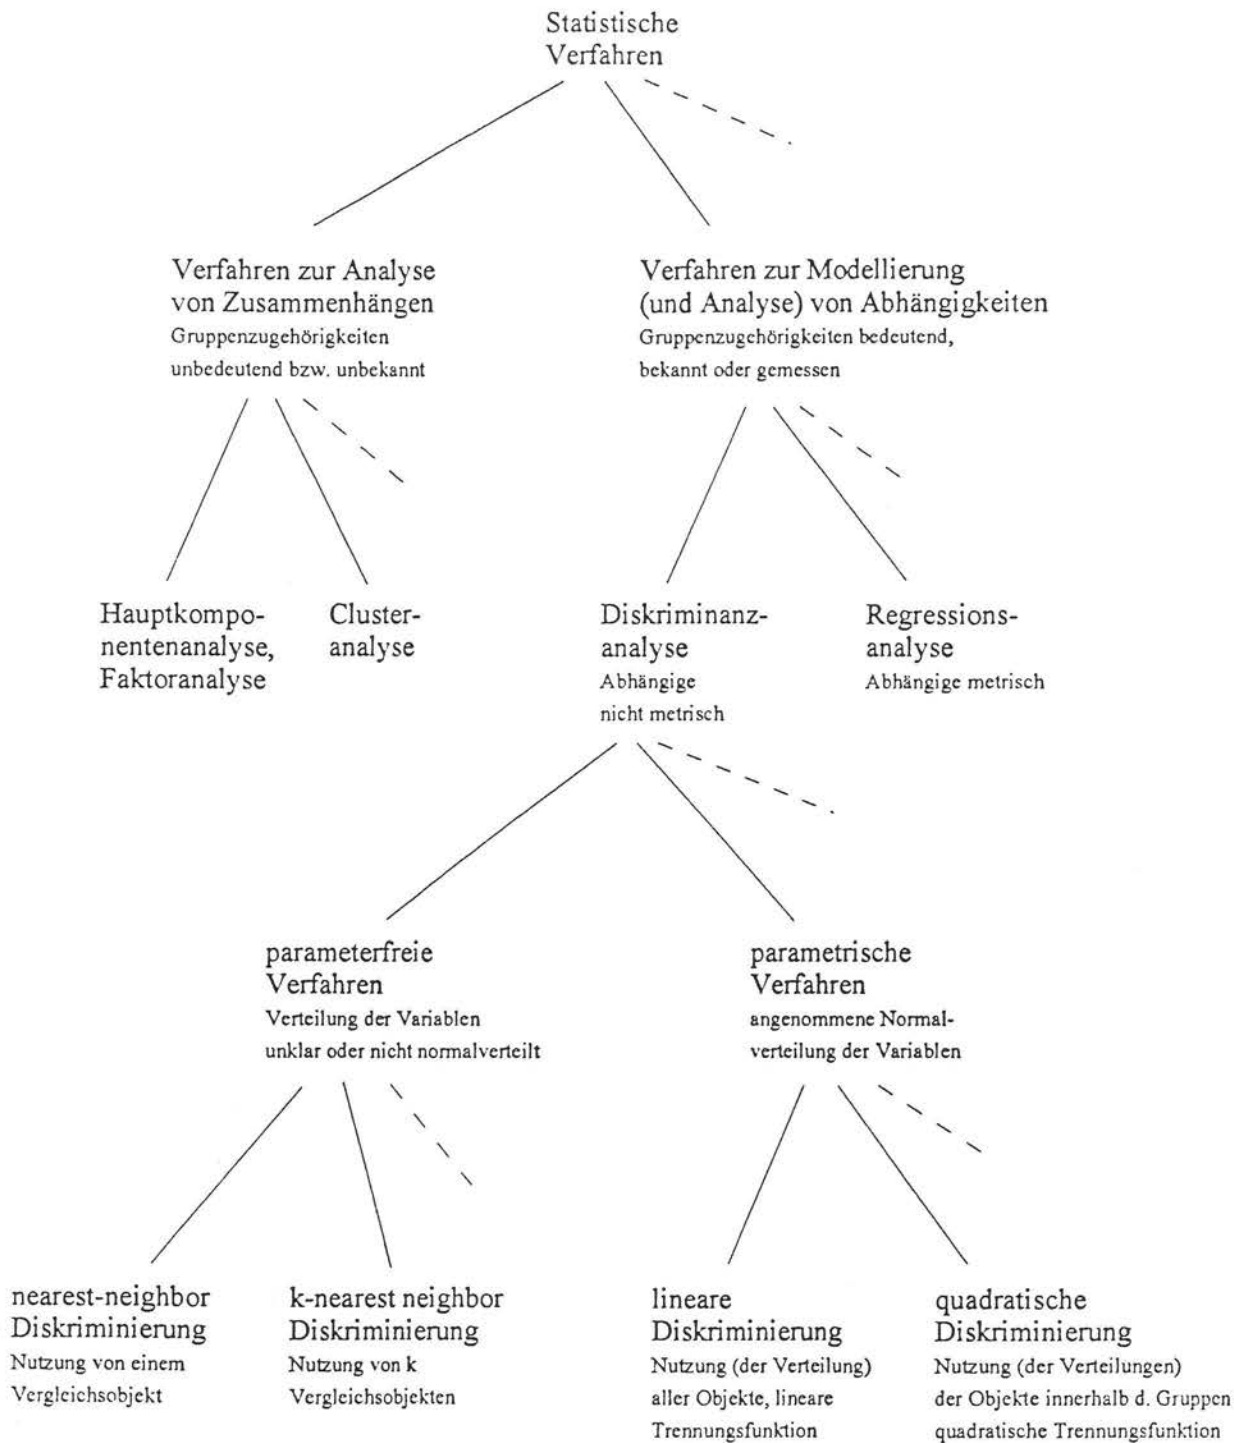 Statistische
Verfahren
Verfahren zur Analyse
von Zusammenhängen
Gruppenzugehörigkeiten
unbedeutend bzw. unbekannt
Verfahren zur Modellierung
(und Analyse) von Abhängigkeiten
Gruppenzugehörigkeiten bedeutend,
bekannt oder gemessen
Hauptkompo-
nentenanalyse,
Faktoranalyse
Cluster-
analyse
Diskriminanz-
analyse
Abhängige
nicht metrisch
Regressions-
analyse
Abhängige metrisch
parameterfreie
Verfahren
Verteilung der Variablen
unklar oder nicht normalverteilt
parametrische
Verfahren
angenommene Normal-
verteilung der Variablen
nearest-neighbor
Diskriminierung
Nutzung von einem
Vergleichsobjekt
k-nearest neighbor
Diskriminierung
Nutzung von k
Vergleichsobjekten
lineare
Diskriminierung
Nutzung (der Verteilung)
aller Objekte, lineare
Trennungsfunktion
quadratische
Diskriminierung
Nutzung (der Verteilungen)
der Objekte innerhalb d. Gruppen
quadratische Trennungsfunktion